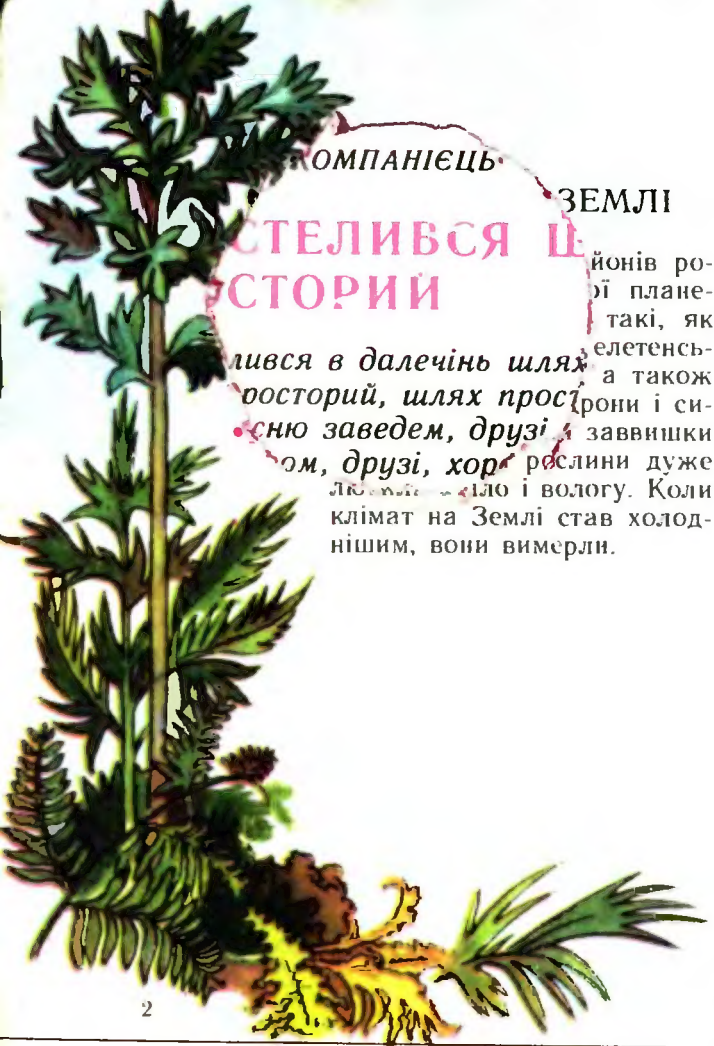 ОМПАНІЄЦЬ
ЗЕМЛІ
СТЕЛИВСЯ Ш
СТОРИЙ
йонів ро-
ої плане-
такі, як
елетенсь-
а також
рони і си-
заввишки
рослини дуже
і вологу. Коли
клімат на Землі став холод-
нішим, вони вимерли.
лився в далечінь шлях
росторий, шлях прост
сню заведем, друзі
ом, друзі, хор
2